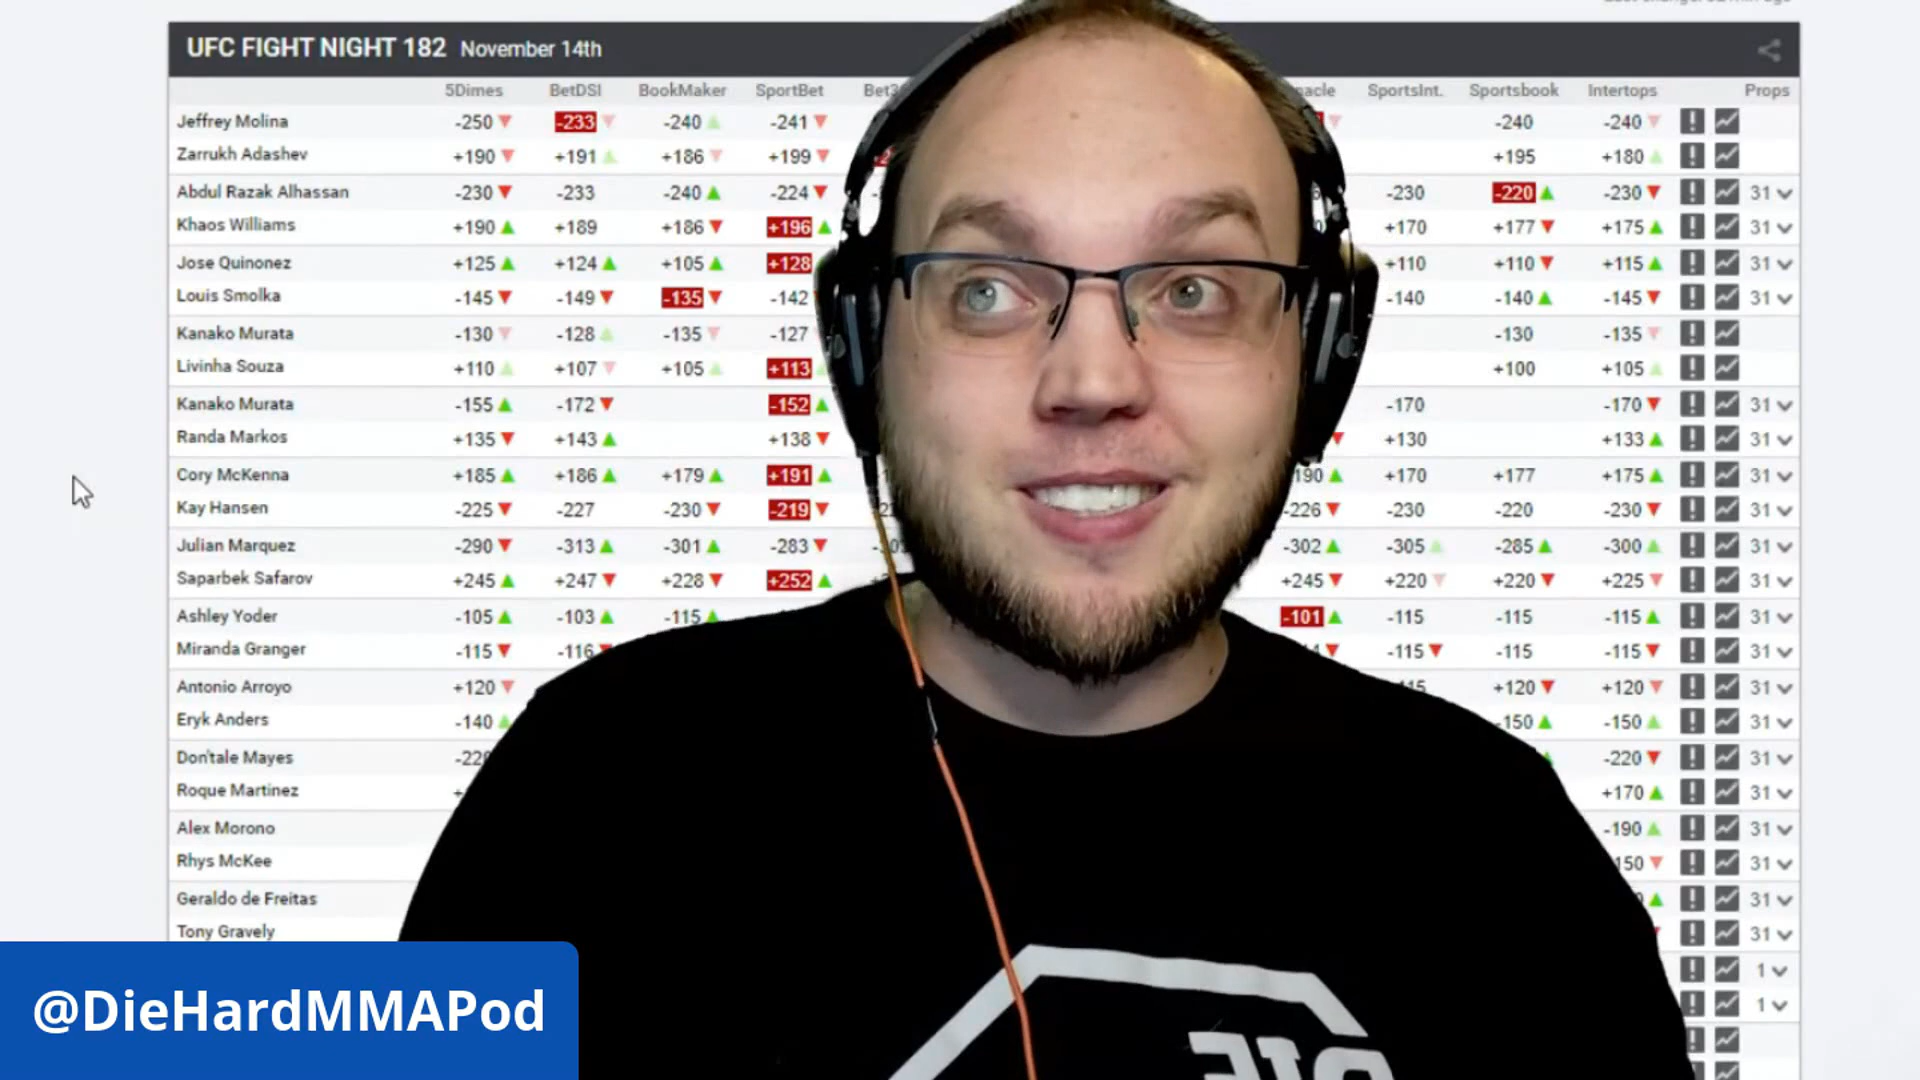 UFC FIGHT NIGHT 182 November 14th
5Dimes BetDSI BookMaker SportBet SportsInt. Sportsbook Intertops Props
Jeffrey Molina -250 -233 -240 -241 -240 -240
Zarrukh Adashev +190 +191 +186 +199 +195 +180
Abdul Razak Alhassan -230 -233 -240 -224 -230 -220 -230 31
Khaos Williams +190 +189 +186 +196 +170 +177 +175 31
Jose Quinonez +125 +124 +105 +128 +110 +110 +115 31
Louis Smolka -145 -149 -135 -142 -140 -140 -145 31
Kanako Murata -130 -128 -135 -127 -130 -135
Livinha Souza +110 +107 +105 +113 +100 +105
Kanako Murata -155 -172 -152 -170 -170 31
Randa Markos +135 +143 +138 +130 +133 31
Cory McKenna +185 +186 +179 +191 +170 +177 +175 31
Kay Hansen -225 -227 -230 -219 -226 -230 -220 -230 31
Julian Marquez -290 -313 -301 -283 -302 -305 -285 -300 31
Saparbek Safarov +245 +247 +228 +252 +245 +220 +220 +225 31
Ashley Yoder -105 -103 -115 -101 -115 -115 -115 31
Miranda Granger -115 -116 -115 -115 -115 31
Antonio Arroyo +120 +120 +120 31
Eryk Anders -140 -150 -150 31
Don'tale Mayes -220 31
Roque Martinez +170 31
Alex Morono -190 31
Rhys McKee 31
Geraldo de Freitas 31
Tony Gravely 31
1
1
@DieHardMMAPod